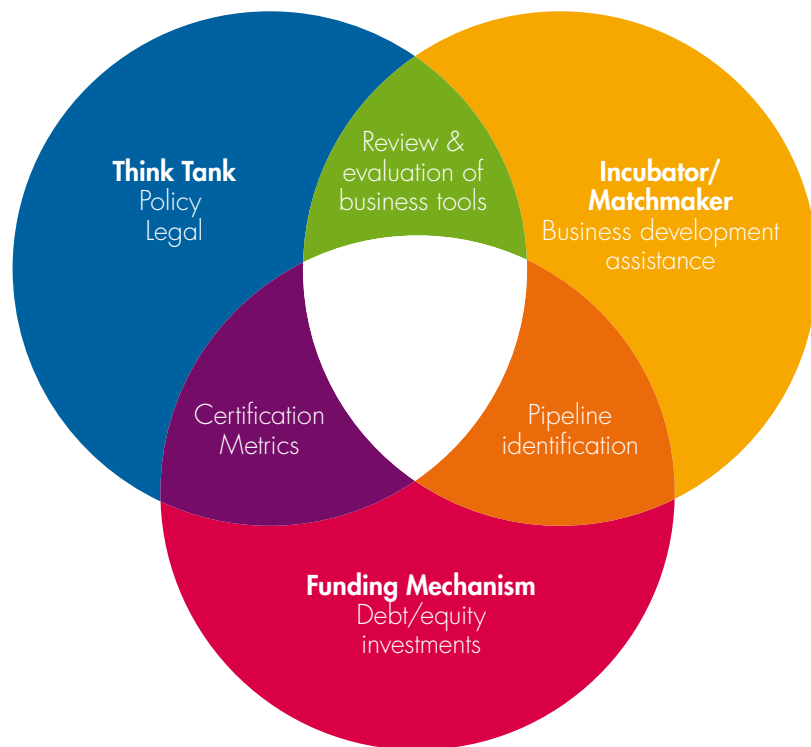 Think Tank
Policy
Legal
Review &
evaluation of
business tools
Incubator/
Matchmaker
Business development
assistance
Certification
Metrics
Pipeline
identification
Funding Mechanism
Debt/equity
investments